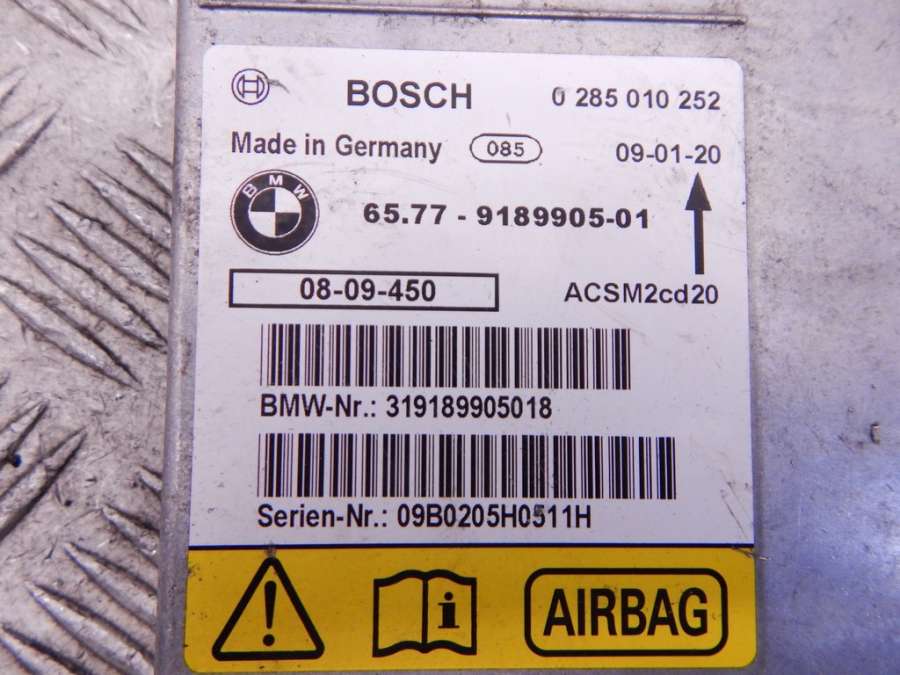 BOSCH 0 285 010 252
Made in Germany 085 09-01-20
BMW 65.77 - 9189905-01
08-09-450 ACSM2cd20
BMW-Nr.: 319189905018
Serien-Nr.: 09B0205H0511H
AIRBAG